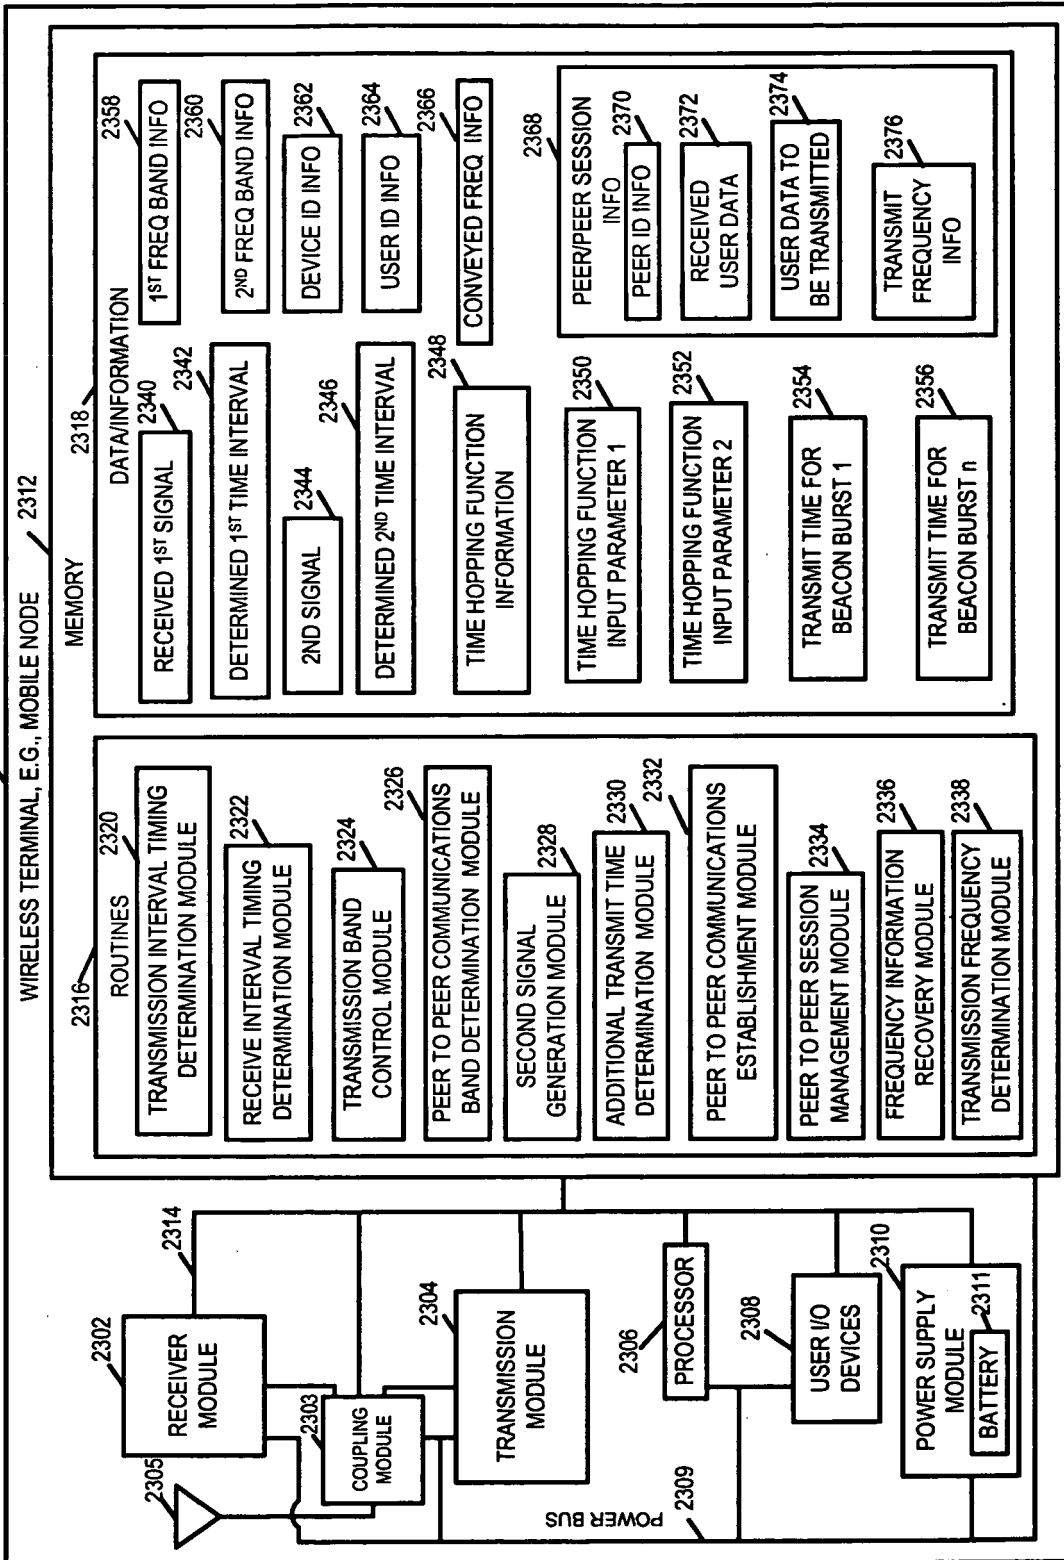 WIRELESS TERMINAL, E.G., MOBILE NODE
2312
MEMORY
2316
ROUTINES
2320
TRANSMISSION INTERVAL TIMING
DETERMINATION MODULE
2322
RECEIVE INTERVAL TIMING
DETERMINATION MODULE
2324
TRANSMISSION BAND
CONTROL MODULE
2326
PEER TO PEER COMMUNICATIONS
BAND DETERMINATION MODULE
2328
SECOND SIGNAL
GENERATION MODULE
2330
ADDITIONAL TRANSMIT TIME
DETERMINATION MODULE
2332
PEER TO PEER COMMUNICATIONS
ESTABLISHMENT MODULE
2334
PEER TO PEER SESSION
MANAGEMENT MODULE
2336
FREQUENCY INFORMATION
RECOVERY MODULE
2338
TRANSMISSION FREQUENCY
DETERMINATION MODULE
2318
DATA/INFORMATION
2340
RECEIVED 1ST SIGNAL
2342
DETERMINED 1ST TIME INTERVAL
2344
2ND SIGNAL
2346
DETERMINED 2ND TIME INTERVAL
2348
TIME HOPPING FUNCTION
INFORMATION
2350
TIME HOPPING FUNCTION
INPUT PARAMETER 1
2352
TIME HOPPING FUNCTION
INPUT PARAMETER 2
2354
TRANSMIT TIME FOR
BEACON BURST 1
2356
TRANSMIT TIME FOR
BEACON BURST n
2358
1ST FREQ BAND INFO
2360
2ND FREQ BAND INFO
2362
DEVICE ID INFO
2364
USER ID INFO
2366
CONVEYED FREQ INFO
2368
PEER/PEER SESSION
INFO
2370
PEER ID INFO
2372
RECEIVED
USER DATA
2374
USER DATA TO
BE TRANSMITTED
2376
TRANSMIT
FREQUENCY
INFO
2302
RECEIVER
MODULE
2314
2305
2303
COUPLING
MODULE
2304
TRANSMISSION
MODULE
2306
PROCESSOR
2308
USER I/O
DEVICES
2310
POWER SUPPLY
MODULE
2311
BATTERY
POWER BUS
2309